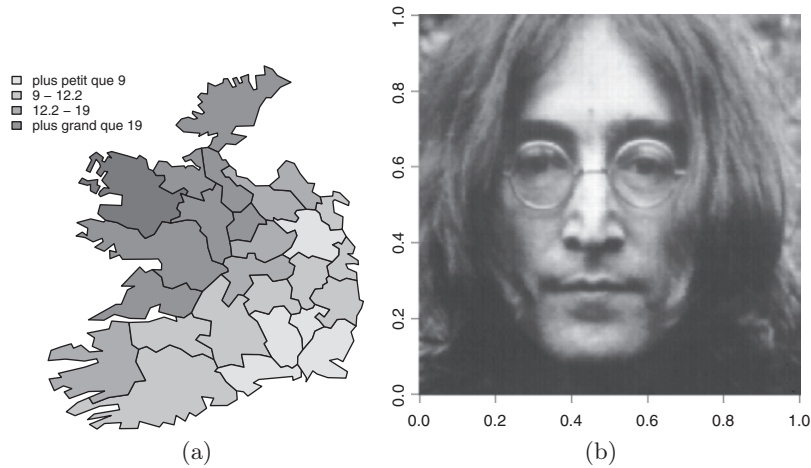 plus petit que 9
9 – 12.2
12.2 – 19
plus grand que 19
(a)
1.0
0.8
0.6
0.4
0.2
0.0
0.0 0.2 0.4 0.6 0.8 1.0
(b)